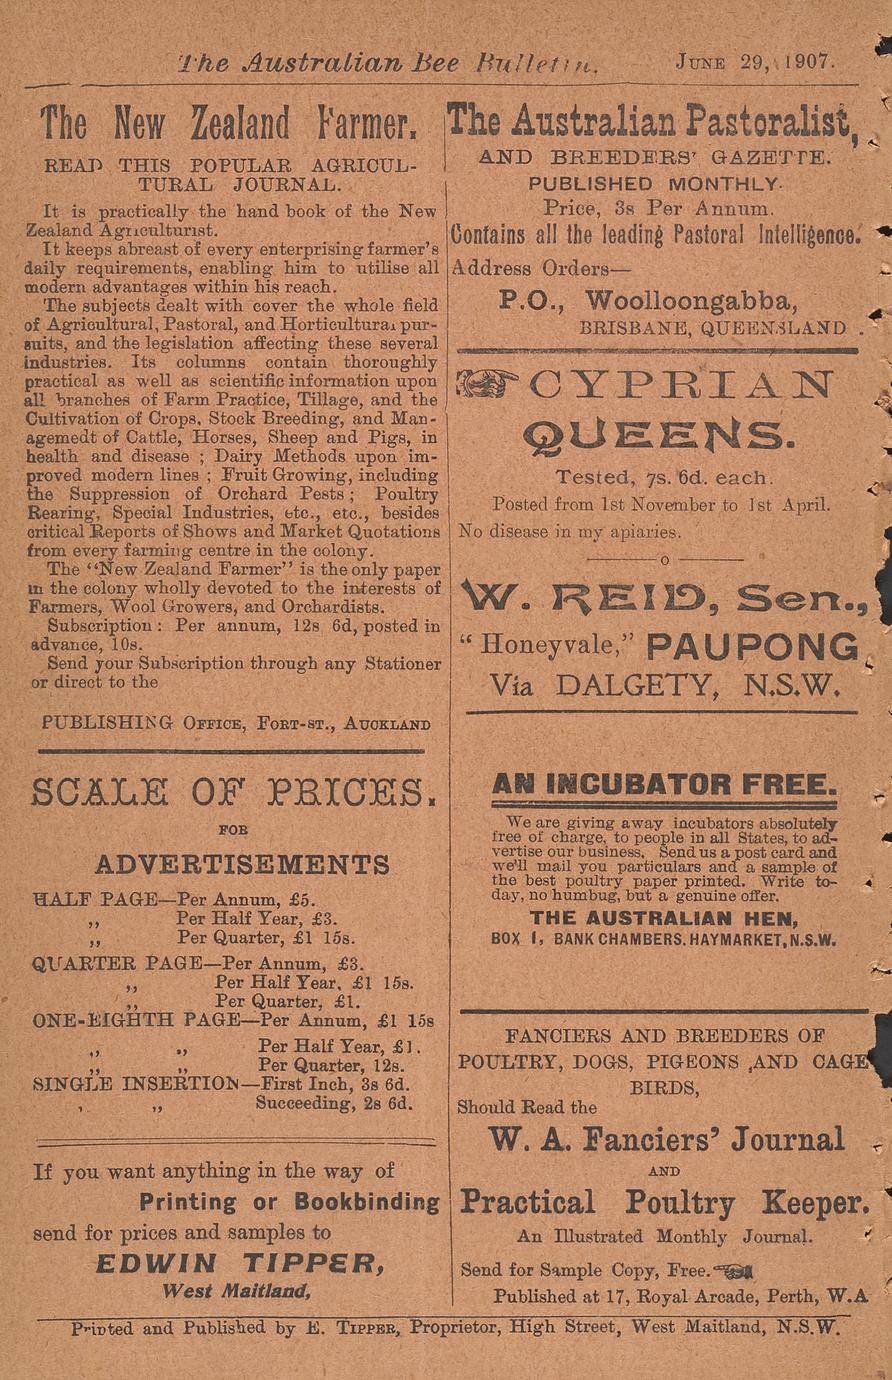 The Australian Bee Bulletin. JUNE 29, 1907.
The New Zealand Farmer.
READ THIS POPULAR AGRICUL-
TURAL JOURNAL.
It is practically the hand book of the New
Zealand Agriculturist.
It keeps abreast of every enterprising farmer's
daily requirements, enabling him to utilise all
modern advantages within his reach.
The subjects dealt with cover the whole field
of Agricultural, Pastoral, and Horticultural pur-
suits, and the legislation affecting these several
industries. Its columns contain thoroughly
practical as well as scientific information upon
all branches of Farm Practice, Tillage, and the
Cultivation of Crops, Stock Breeding, and Man-
agemedt of Cattle, Horses, Sheep and Pigs, in
health and disease ; Dairy Methods upon im-
proved modern lines ; Fruit Growing, including
the Suppression of Orchard Pests ; Poultry
Rearing, Special Industries, etc., etc., besides
critical Reports of Shows and Market Quotations
from every farming centre in the colony.
The "New Zealand Farmer" is the only paper
in the colony wholly devoted to the interests of
Farmers, Wool Growers, and Orchardists.
Subscription : Per annum, 12s 6d, posted in
advance, 10s.
Send your Subscription through any Stationer
or direct to the
PUBLISHING OFFICE, FORT-ST., AUCKLAND
SCALE OF PRICES.
FOR
ADVERTISEMENTS
HALF PAGE—Per Annum, £5.
,, Per Half Year, £3.
,, Per Quarter, £1 15s.
QUARTER PAGE—Per Annum, £3.
,, Per Half Year, £1 15s.
,, Per Quarter, £1.
ONE-EIGHTH PAGE—Per Annum, £1 15s
,, ,, Per Half Year, £1.
,, ,, Per Quarter, 12s.
SINGLE INSERTION—First Inch, 3s 6d.
, ,, Succeeding, 2s 6d.
If you want anything in the way of
Printing or Bookbinding
send for prices and samples to
EDWIN TIPPER,
West Maitland,
The Australian Pastoralist,
AND BREEDERS' GAZETTE.
PUBLISHED MONTHLY.
Price, 3s Per Annum.
Contains all the leading Pastoral Intelligence.
Address Orders—
P.O., Woolloongabba,
BRISBANE, QUEENSLAND .
CYPRIAN
QUEENS.
Tested, 7s. 6d. each.
Posted from 1st November to 1st April.
No disease in my apiaries.
o
W. REID, Sen.,
"Honeyvale," PAUPONG,
Via DALGETY, N.S.W.
AN INCUBATOR FREE.
We are giving away incubators absolutely
free of charge, to people in all States, to ad-
vertise our business. Send us a post card and
we'll mail you particulars and a sample of
the best poultry paper printed. Write to-
day, no humbug, but a genuine offer.
THE AUSTRALIAN HEN,
BOX 1, BANK CHAMBERS. HAYMARKET, N.S.W.
FANCIERS AND BREEDERS OF
POULTRY, DOGS, PIGEONS ,AND CAGE
BIRDS,
Should Read the
W. A. Fanciers' Journal
AND
Practical Poultry Keeper.
An Illustrated Monthly Journal.
Send for Sample Copy, Free.
Published at 17, Royal Arcade, Perth, W.A
Printed and Published by E. TIPPER, Proprietor, High Street, West Maitland, N.S.W.